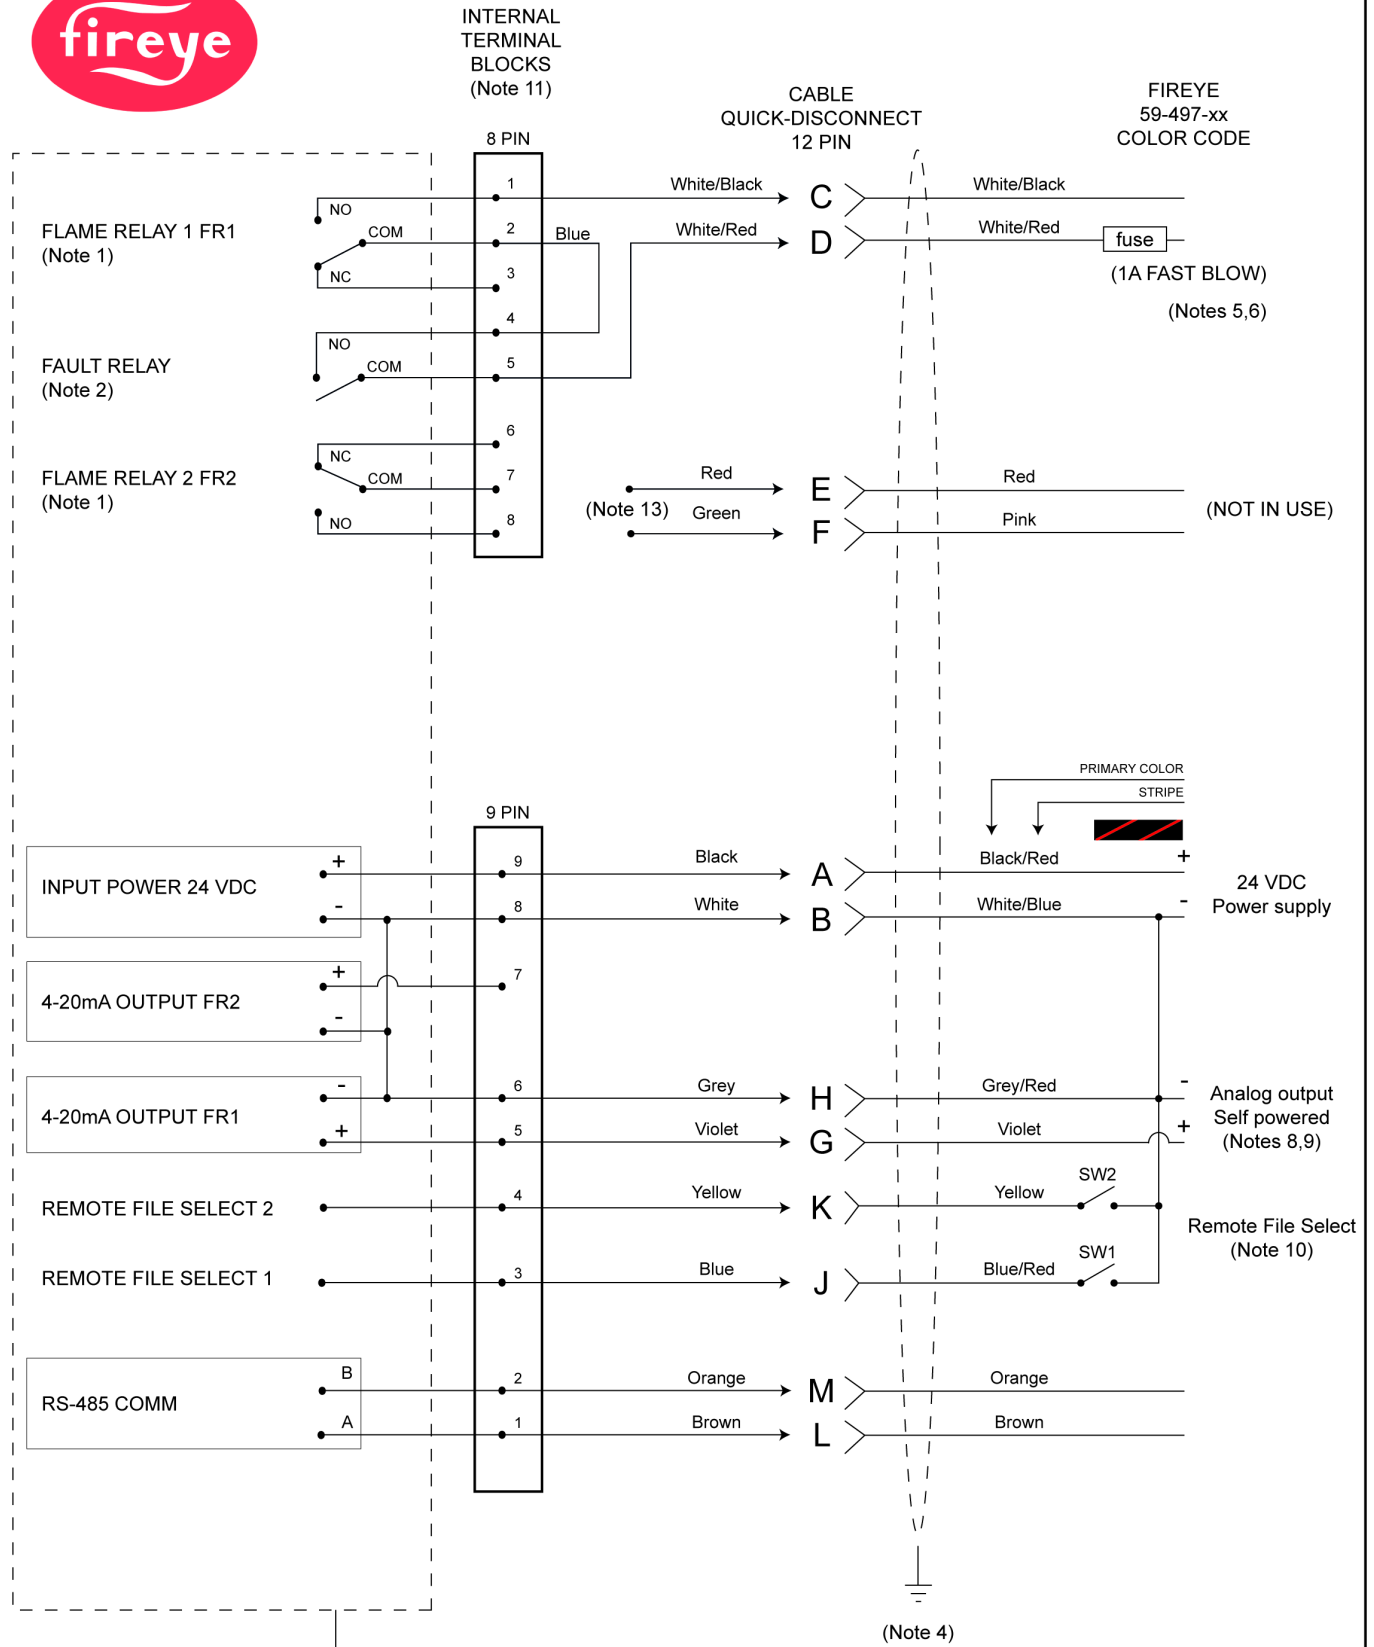 fireye
INTERNAL
TERMINAL
BLOCKS
(Note 11)
CABLE
QUICK-DISCONNECT
12 PIN
FIREYE
59-497-xx
COLOR CODE
8 PIN
1
White/Black
C
White/Black
NO
FLAME RELAY 1 FR1
(Note 1)
COM
2
Blue
White/Red
D
White/Red
fuse
NC
3
(1A FAST BLOW)
(Notes 5,6)
4
NO
FAULT RELAY
(Note 2)
COM
5
6
NC
FLAME RELAY 2 FR2
(Note 1)
COM
7
NO
8
(Note 13)
Red
E
Red
Green
F
Pink
(NOT IN USE)
PRIMARY COLOR
STRIPE
9 PIN
INPUT POWER 24 VDC
+
9
Black
A
Black/Red
+
-
8
White
B
White/Blue
-
24 VDC
Power supply
4-20mA OUTPUT FR2
+
7
-
4-20mA OUTPUT FR1
-
6
Grey
H
Grey/Red
-
+
5
Violet
G
Violet
+
Analog output
Self powered
(Notes 8,9)
REMOTE FILE SELECT 2
4
Yellow
K
Yellow
SW2
Remote File Select
(Note 10)
REMOTE FILE SELECT 1
3
Blue
J
Blue/Red
SW1
RS-485 COMM
B
2
Orange
M
Orange
A
1
Brown
L
Brown
(Note 4)